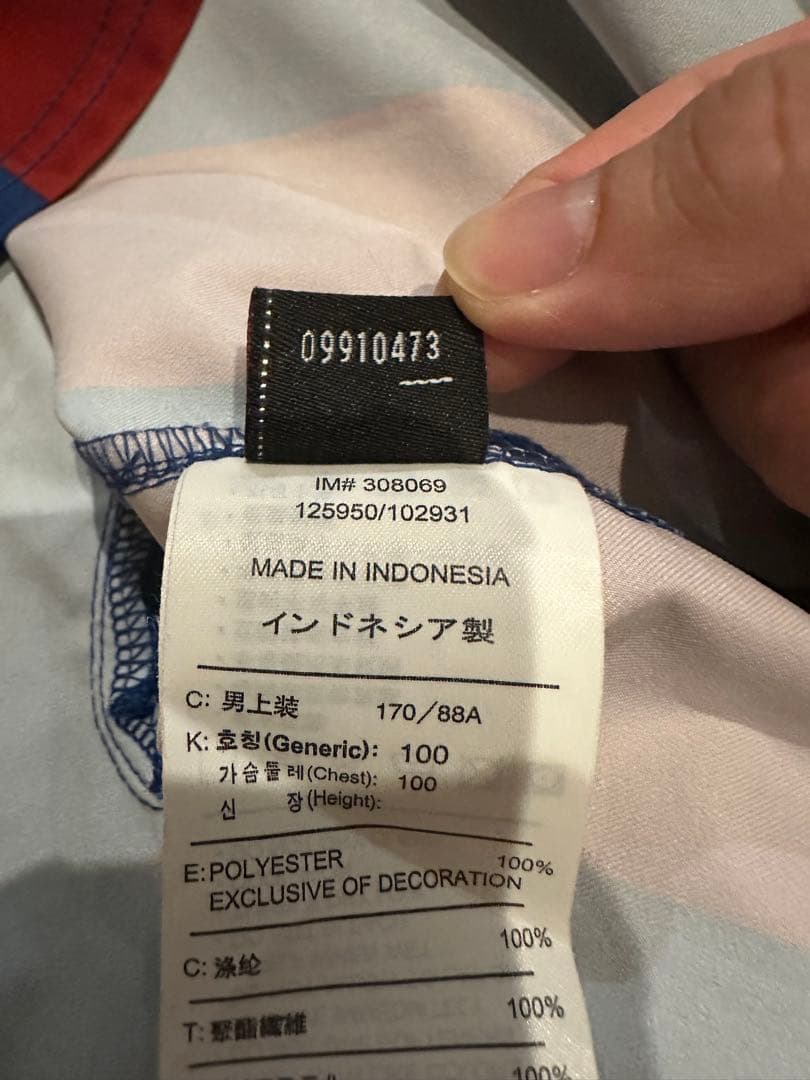 09910473
IM# 308069
125950/102931
MADE IN INDONESIA
インドネシア製
C: 男上装 170/88A
K: 호칭(Generic): 100
가슴둘레(Chest): 100
신 장(Height):
E:POLYESTER 100%
EXCLUSIVE OF DECORATION
C: 涤纶 100%
T: 聚酯纖維 100%
100%